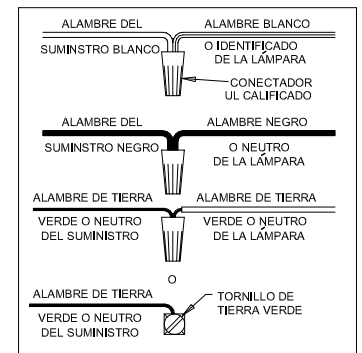 ALAMBRE DEL
ALAMBRE BLANCO
SUMINSTRO BLANCO
O IDENTIFICADO
DE LA LÁMPARA
CONECTADOR
UL CALIFICADO
ALAMBRE DEL
ALAMBRE NEGRO
SUMINSTRO NEGRO
O NEUTRO
DE LA LÁMPARA
ALAMBRE DE TIERRA
ALAMBRE DE TIERRA
VERDE O NEUTRO
DEL SUMINISTRO
VERDE O NEUTRO
DE LA LÁMPARA
O
ALAMBRE DE TIERRA
VERDE O NEUTRO
DEL SUMINISTRO
TORNILLO DE
TIERRA VERDE